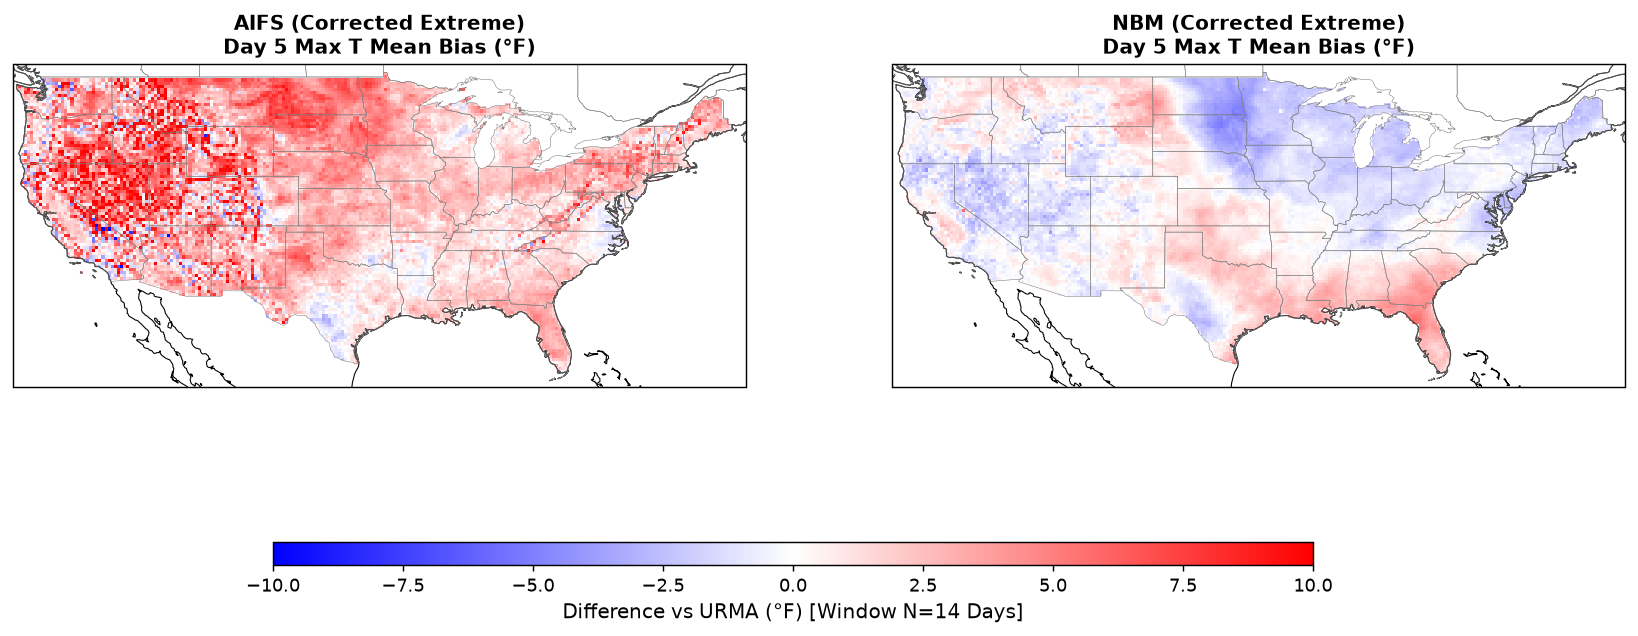 AIFS (Corrected Extreme)
Day 5 Max T Mean Bias (°F)
NBM (Corrected Extreme)
Day 5 Max T Mean Bias (°F)
−10.0 −7.5 −5.0 −2.5 0.0 2.5 5.0 7.5 10.0
Difference vs URMA (°F) [Window N=14 Days]